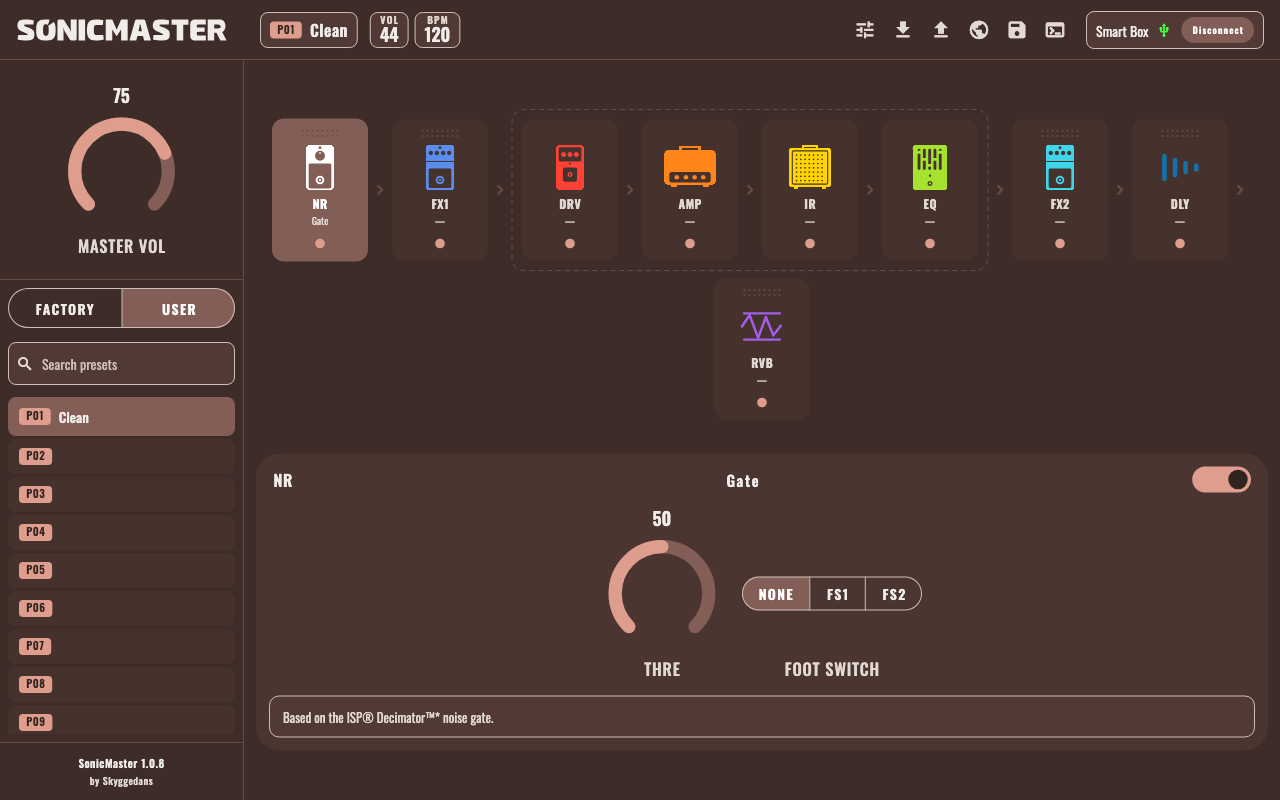 SONICMASTER
P01 Clean
VOL
44
BPM
120
Smart Box
Disconnect
75
MASTER VOL
FACTORY
USER
Search presets
P01 Clean
P02
P03
P04
P05
P06
P07
P08
P09
SonicMaster 1.0.8
by Skyggedans
NR
Gate
FX1
—
DRV
—
AMP
—
IR
—
EQ
—
FX2
—
DLY
—
RVB
—
NR
Gate
50
THRE
NONE
FS1
FS2
FOOT SWITCH
Based on the ISP® Decimator™* noise gate.